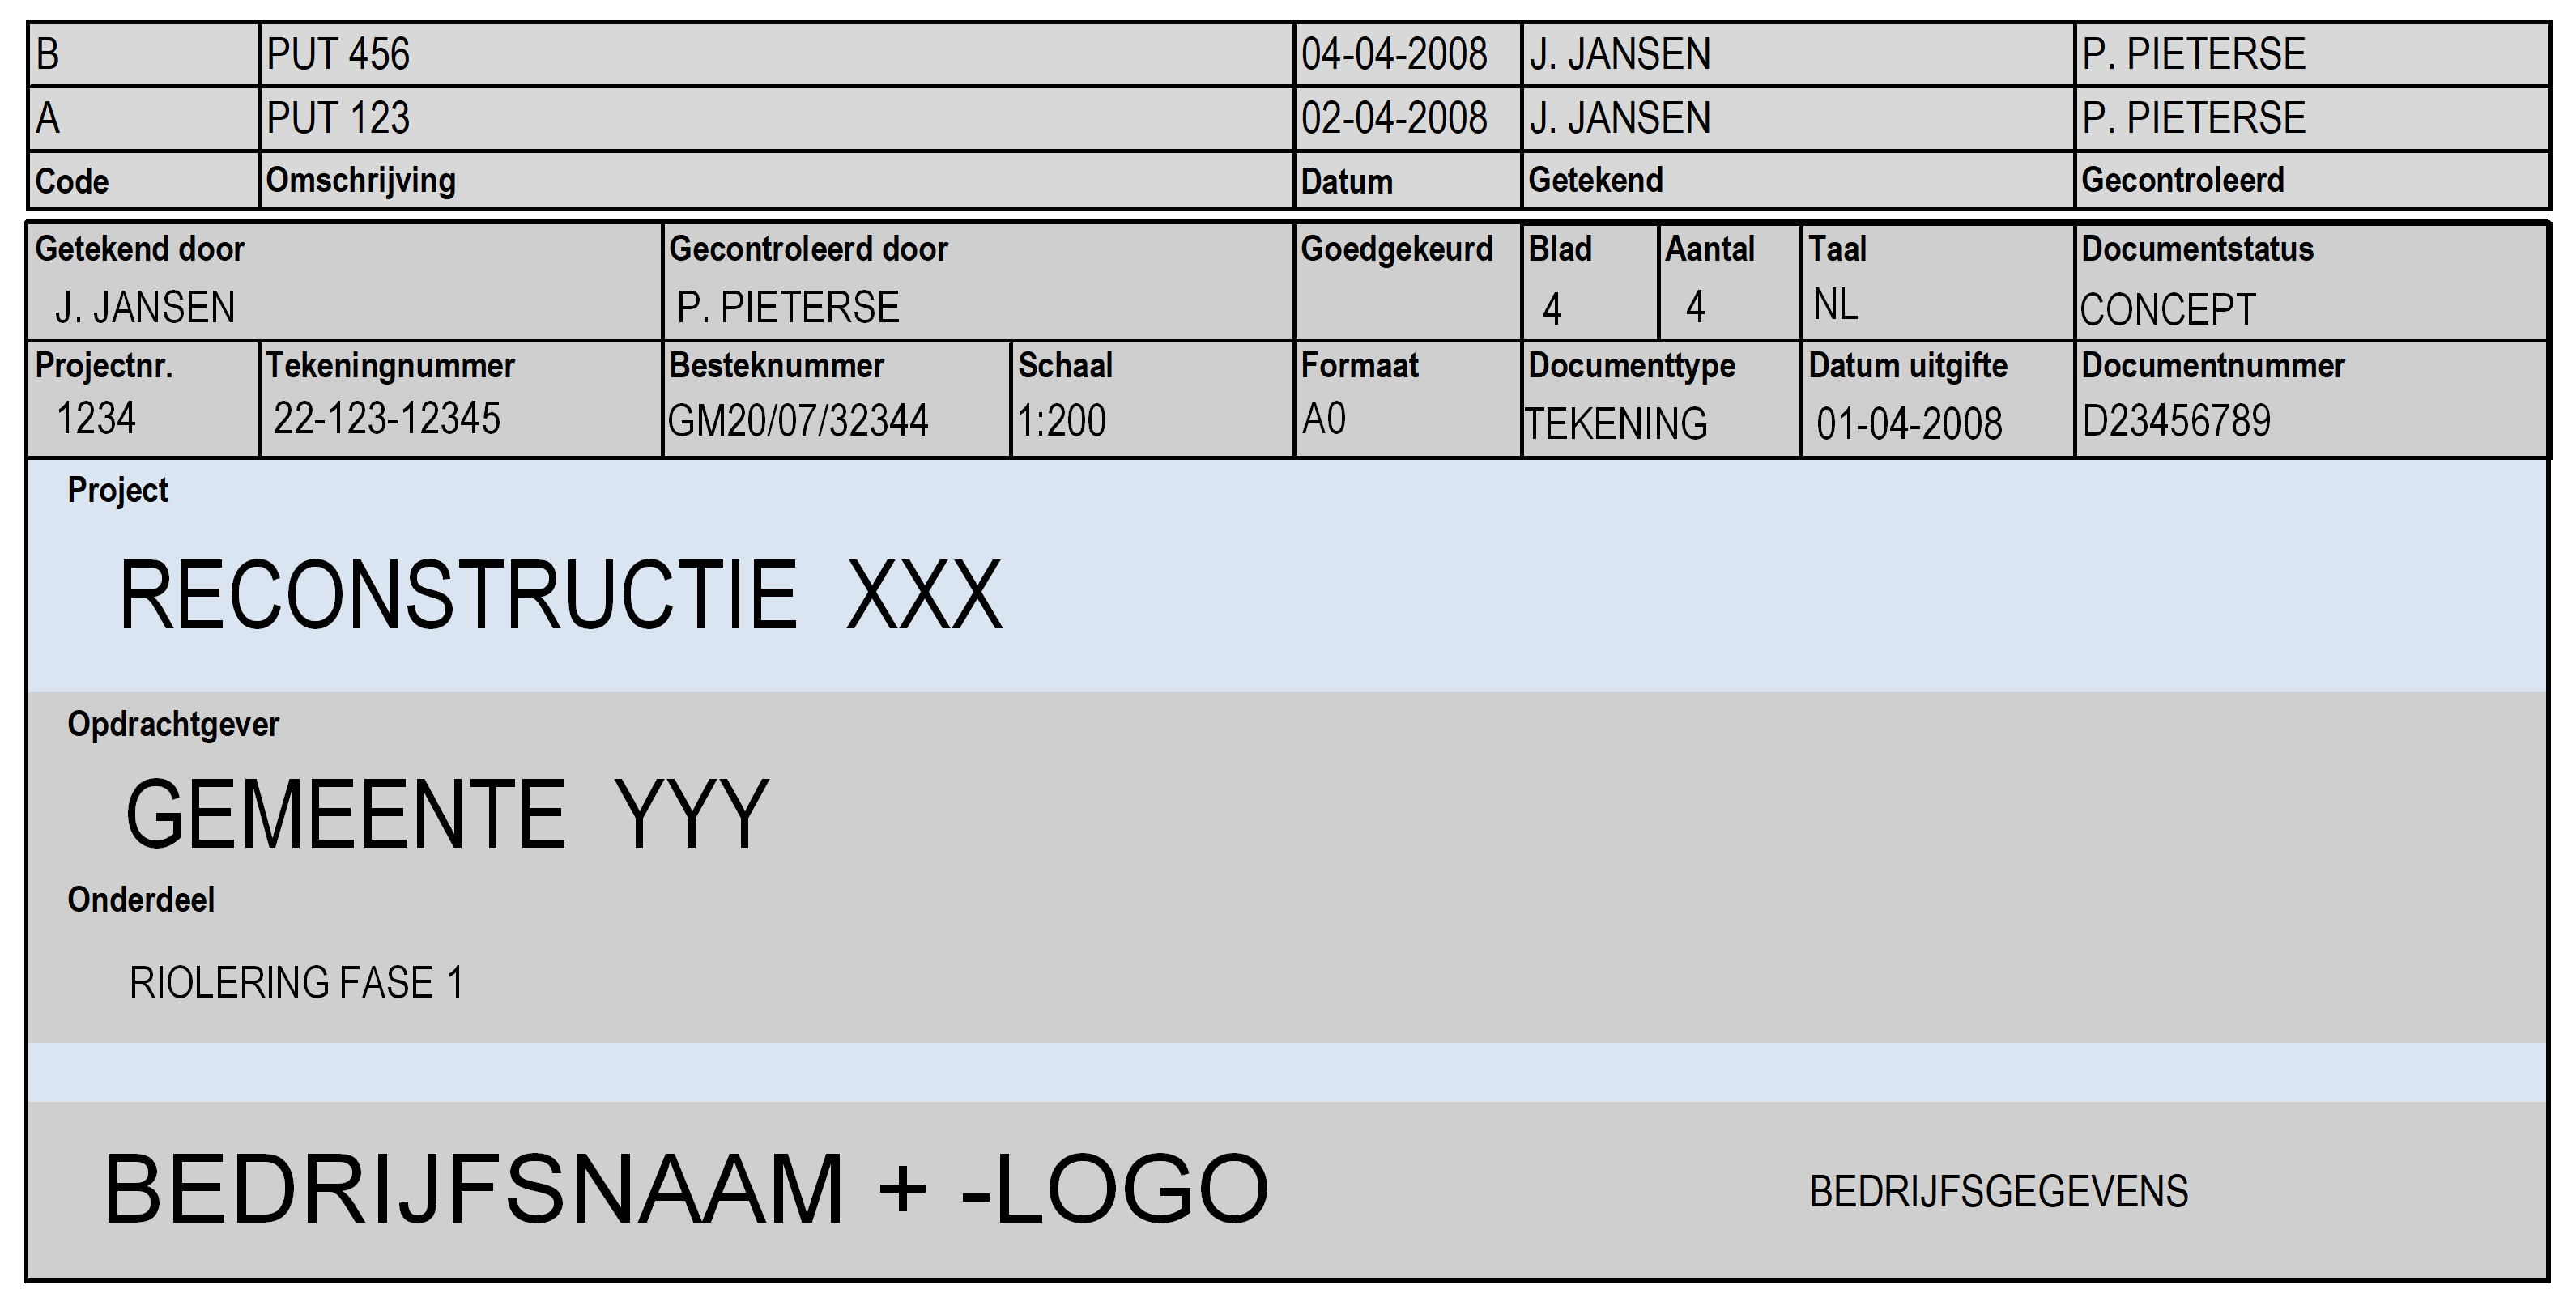 B PUT 456 04-04-2008 J. JANSEN P. PIETERSE
A PUT 123 02-04-2008 J. JANSEN P. PIETERSE
Code Omschrijving Datum Getekend Gecontroleerd
Getekend door Gecontroleerd door Goedgekeurd Blad Aantal Taal Documentstatus
J. JANSEN P. PIETERSE 4 4 NL CONCEPT
Projectnr. Tekeningnummer Besteknummer Schaal Formaat Documenttype Datum uitgifte Documentnummer
1234 22-123-12345 GM20/07/32344 1:200 A0 TEKENING 01-04-2008 D23456789
Project
RECONSTRUCTIE XXX
Opdrachtgever
GEMEENTE YYY
Onderdeel
RIOLERING FASE 1
BEDRIJFSNAAM + -LOGO BEDRIJFSGEGEVENS